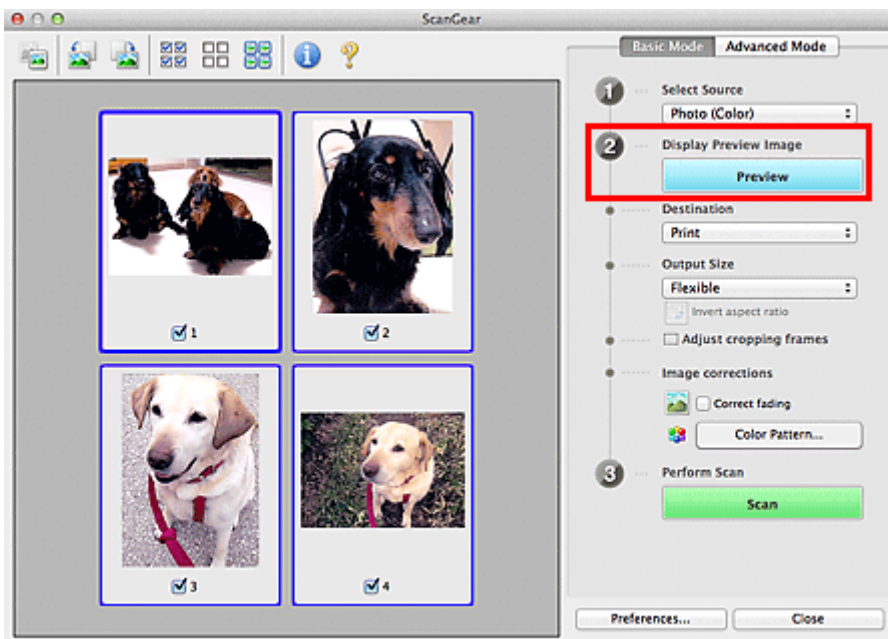 ScanGear
Basic Mode Advanced Mode
1 Select Source
Photo (Color)
2 Display Preview Image
Preview
Destination
Print
Output Size
Flexible
Invert aspect ratio
Adjust cropping frames
Image corrections
Correct fading
Color Pattern...
3 Perform Scan
Scan
1
2
3
4
Preferences... Close